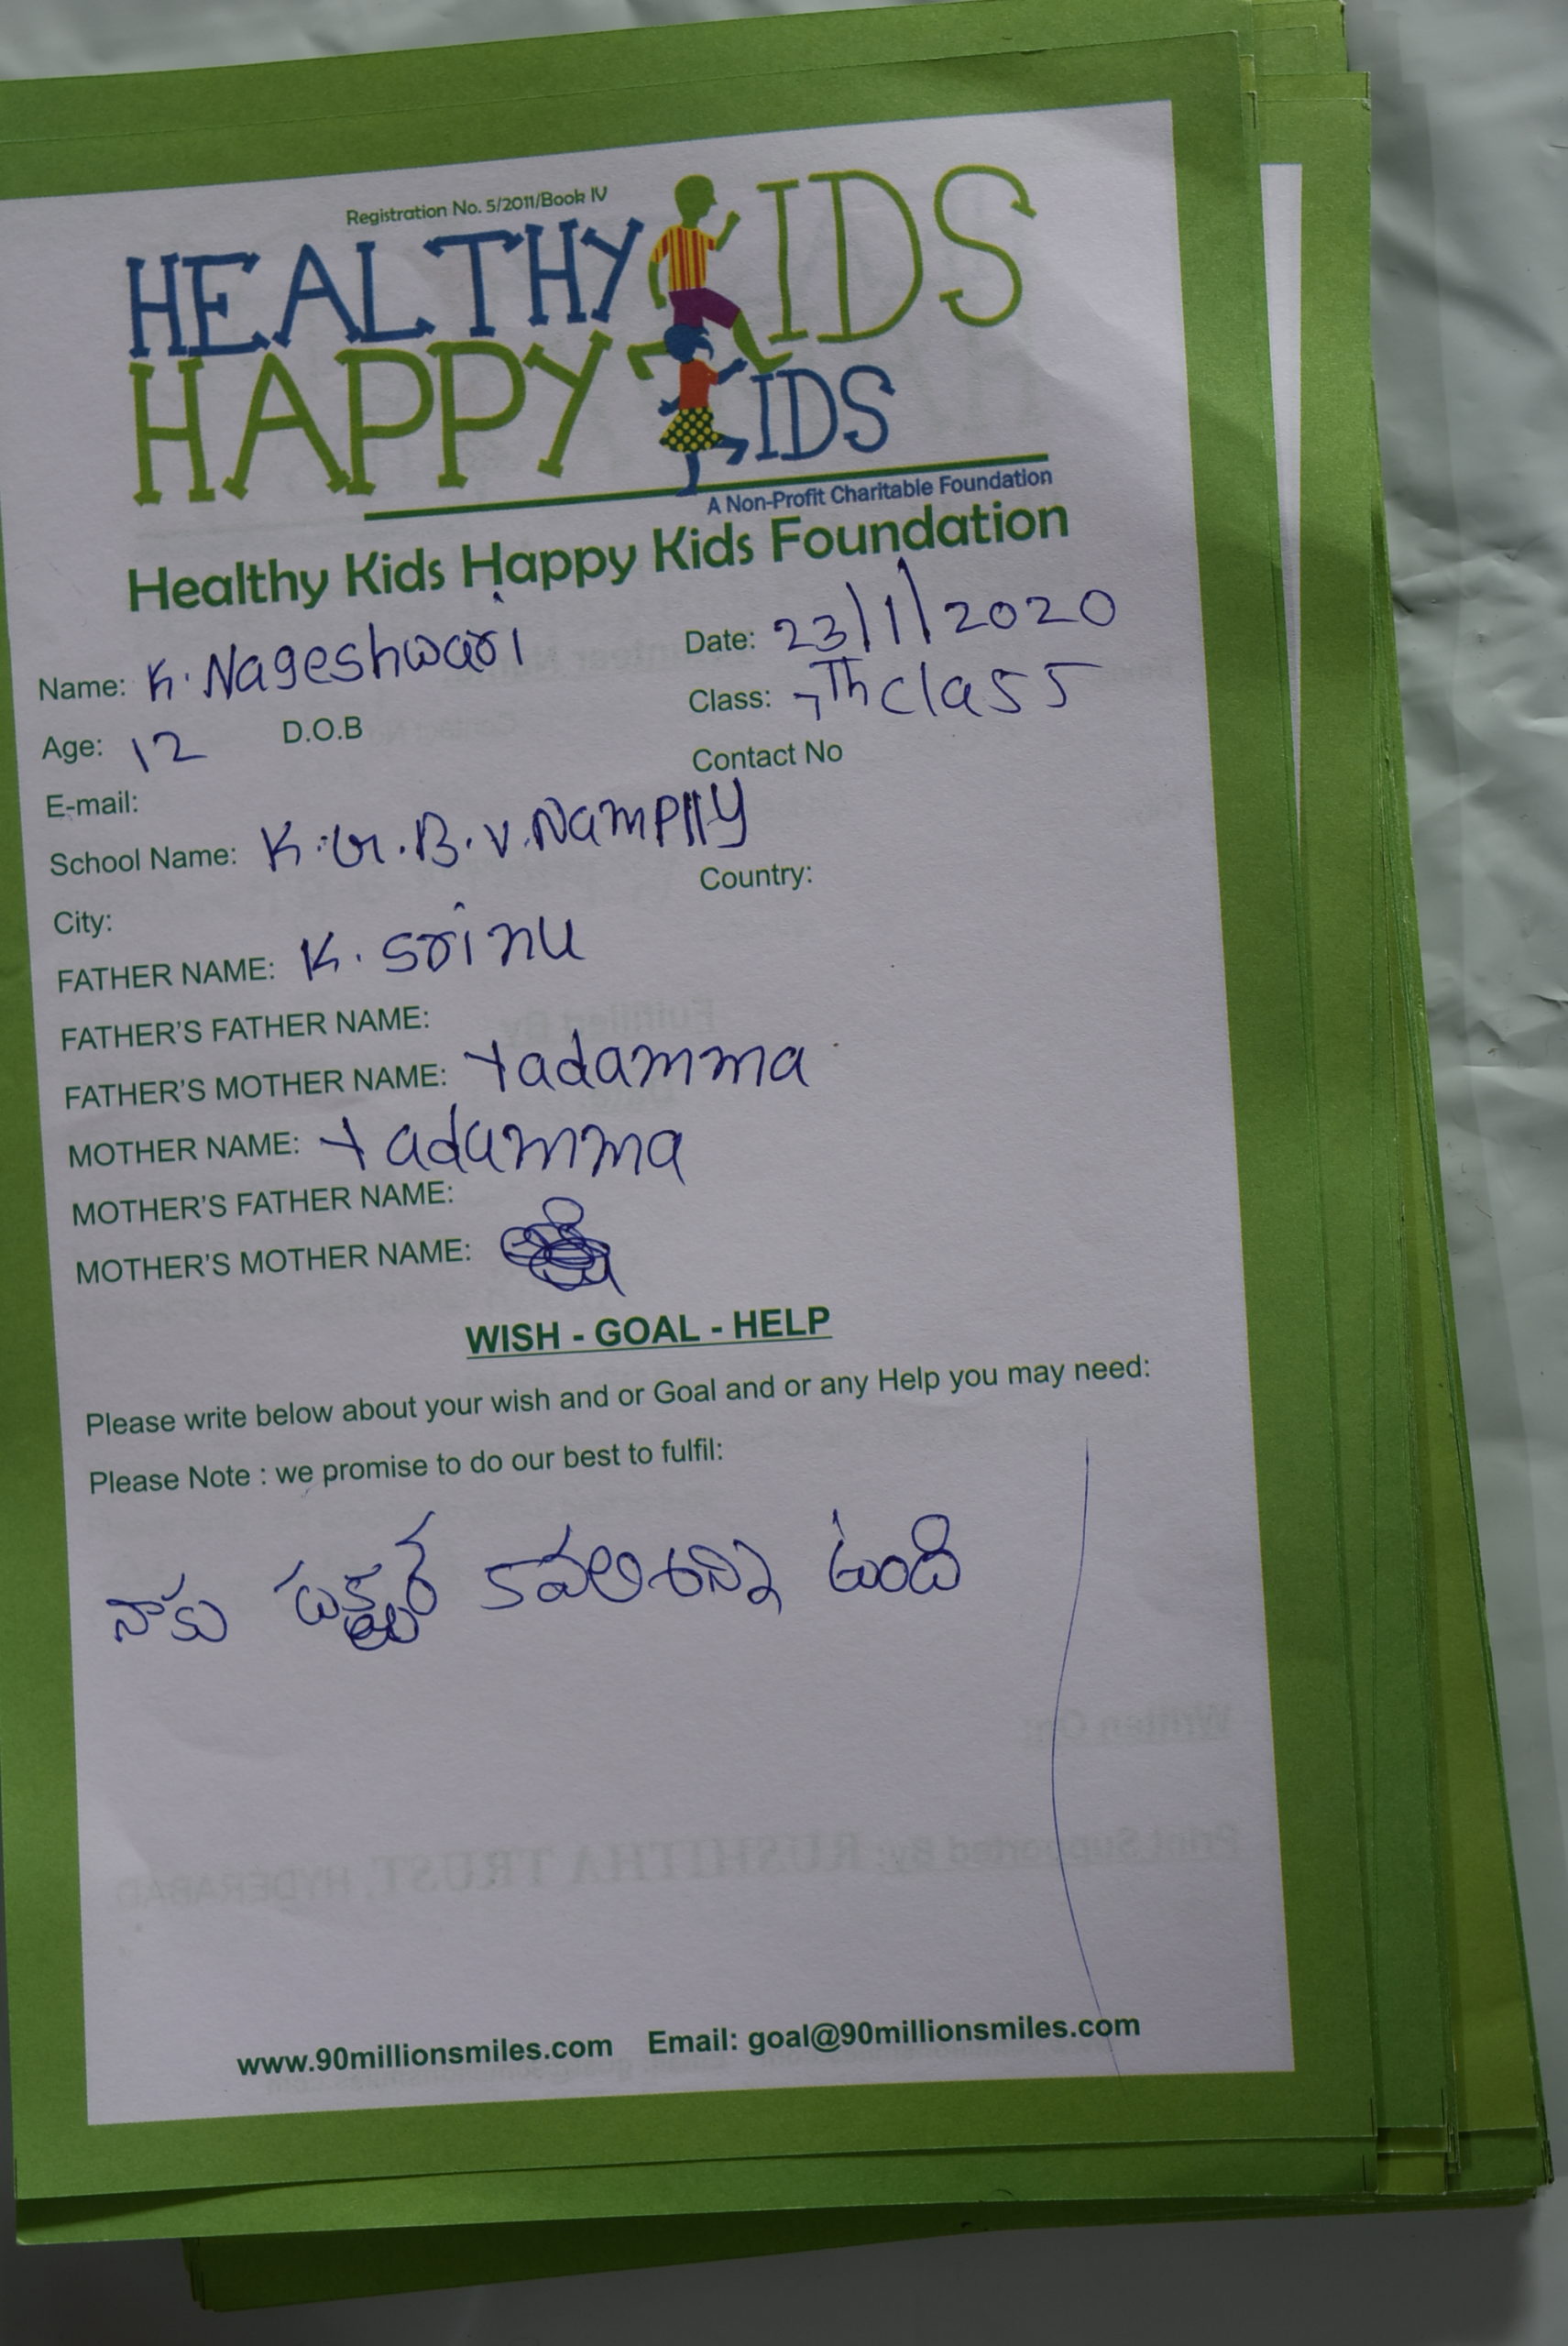 Registration No. 5/2011/Book IV
HEALTHY KIDS
HAPPY KIDS
A Non-Profit Charitable Foundation
Healthy Kids Happy Kids Foundation
Name: K. Nageshwari Date: 23/1/2020
Age: 12 D.O.B Class: 7Th class
E-mail: Contact No
School Name: K.G.B.V. Namplly
City: Country:
FATHER NAME: K. Srinu
FATHER'S FATHER NAME:
FATHER'S MOTHER NAME: Yadamma
MOTHER NAME: Yadamma
MOTHER'S FATHER NAME:
MOTHER'S MOTHER NAME:
WISH - GOAL - HELP
Please write below about your wish and or Goal and or any Help you may need:
Please Note : we promise to do our best to fulfil:
నాకు ఉంది
www.90millionsmiles.com Email: goal@90millionsmiles.com